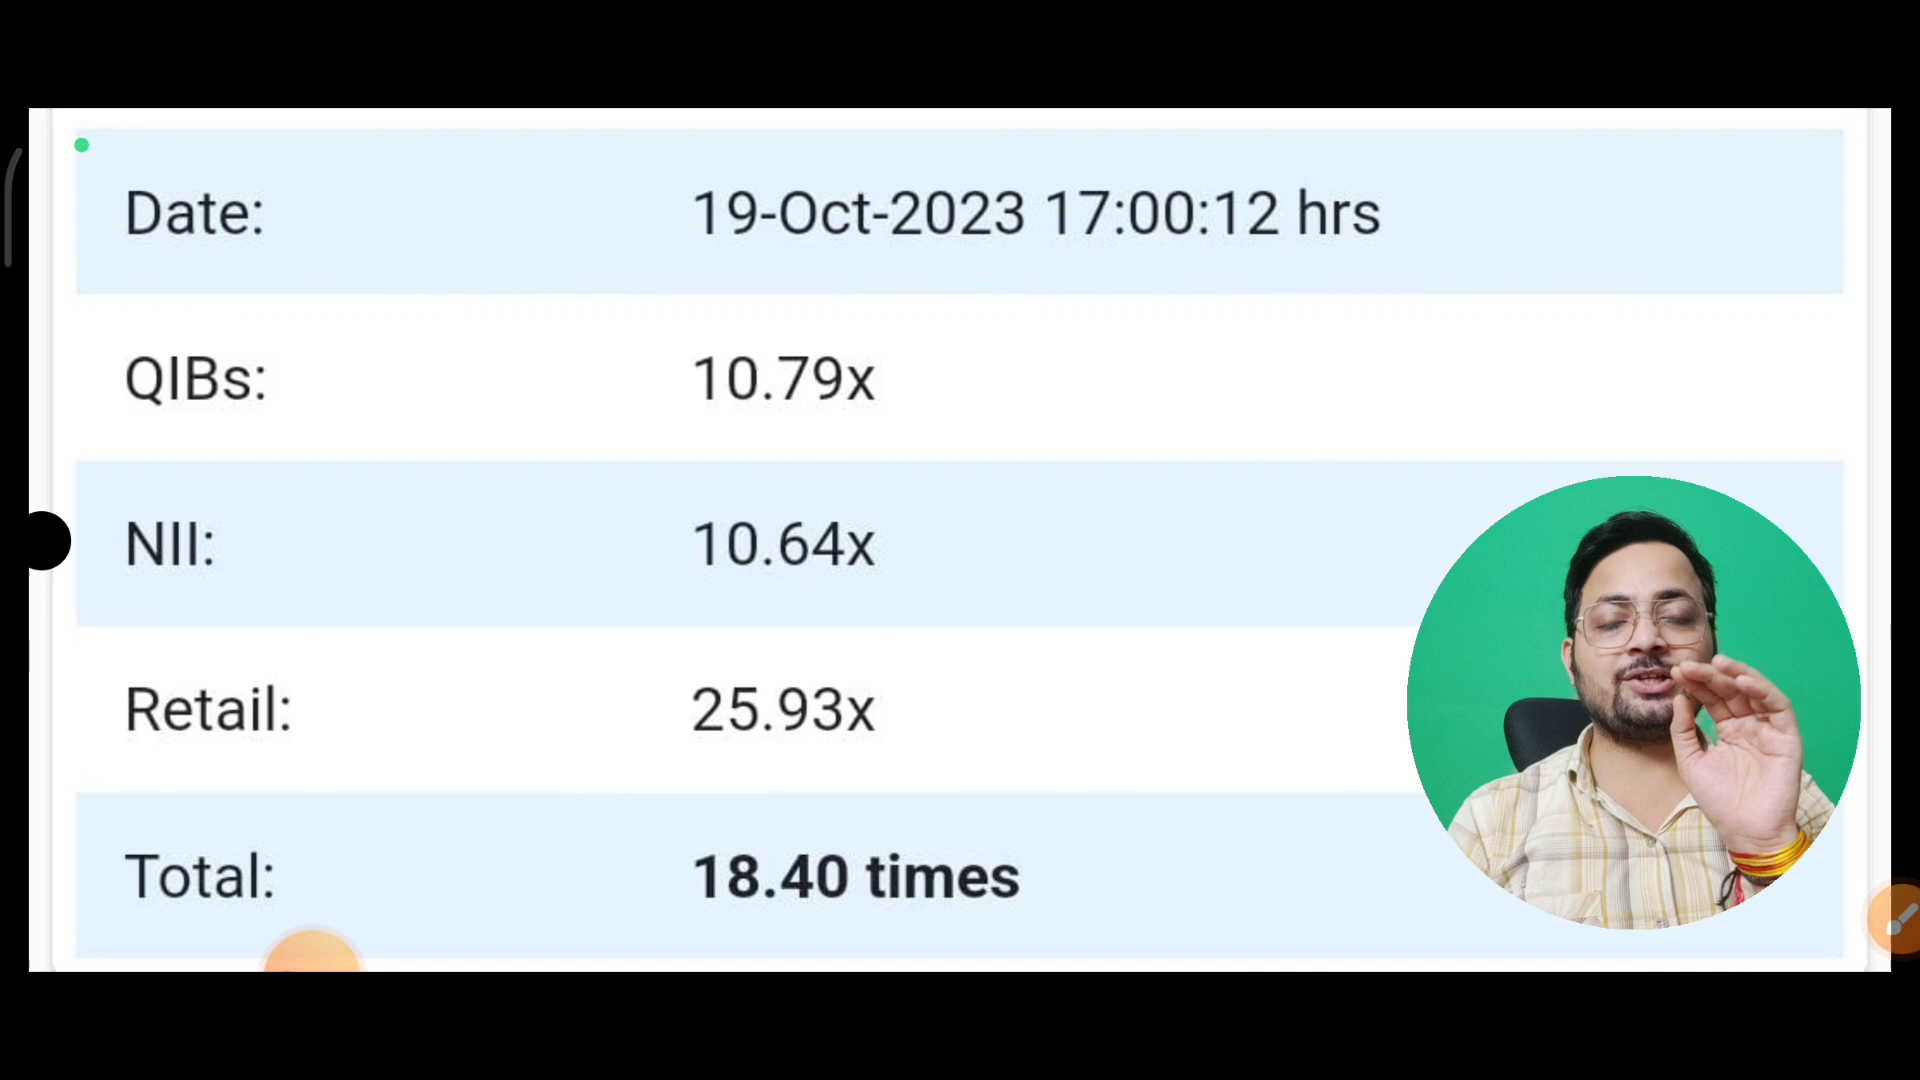 Date: 19-Oct-2023 17:00:12 hrs
QIBs: 10.79x
NII: 10.64x
Retail: 25.93x
Total: 18.40 times